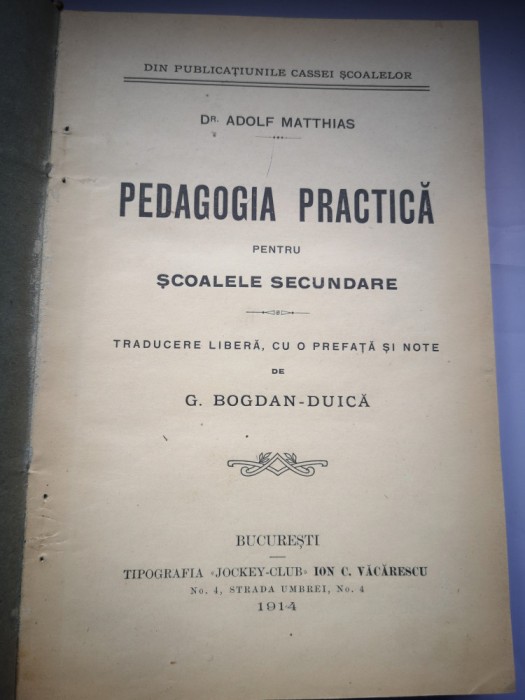 DIN PUBLICAȚIUNILE CASSEI ȘCOALELOR
DR. ADOLF MATTHIAS
PEDAGOGIA PRACTICĂ
PENTRU
ȘCOALELE SECUNDARE
TRADUCERE LIBERĂ, CU O PREFAȚĂ ȘI NOTE
DE
G. BOGDAN-DUICĂ
BUCUREȘTI
TIPOGRAFIA «JOCKEY-CLUB» ION C. VĂCĂRESCU
No. 4, STRADA UMBREI, No. 4
1914